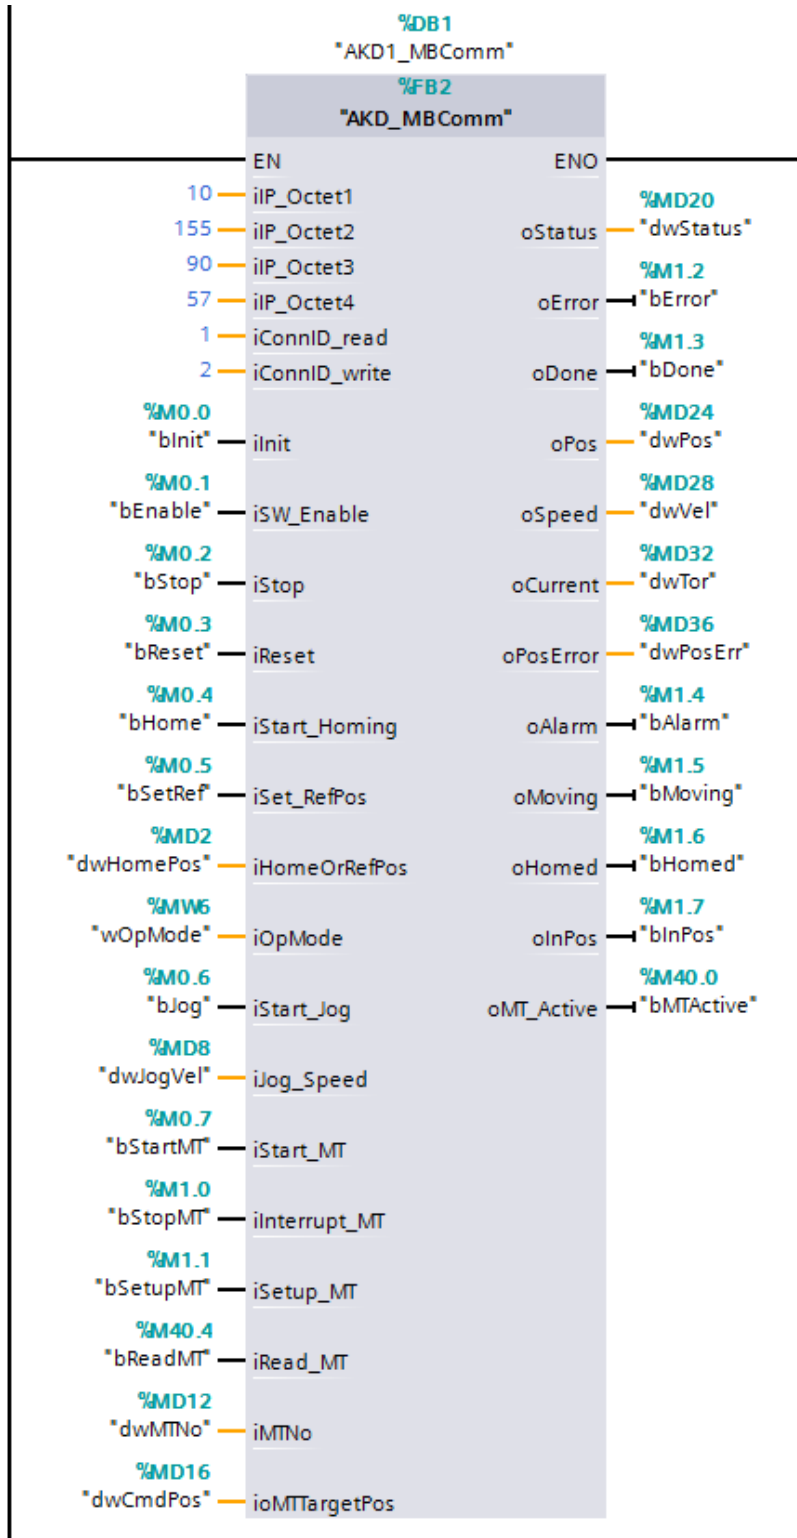 %DB1
"AKD1_MBComm"
%FB2
"AKD_MBComm"
EN ENO
10 iIP_Octet1
%MD20
155 iIP_Octet2 oStatus "dwStatus"
90 iIP_Octet3
%M1.2
57 iIP_Octet4 oError "bError"
1 iConnID_read
%M1.3
2 iConnID_write oDone "bDone"
%M0.0 %MD24
"bInit" iInit oPos "dwPos"
%M0.1 %MD28
"bEnable" iSW_Enable oSpeed "dwVel"
%M0.2 %MD32
"bStop" iStop oCurrent "dwTor"
%M0.3 %MD36
"bReset" iReset oPosError "dwPosErr"
%M0.4 %M1.4
"bHome" iStart_Homing oAlarm "bAlarm"
%M0.5 %M1.5
"bSetRef" iSet_RefPos oMoving "bMoving"
%MD2 %M1.6
"dwHomePos" iHomeOrRefPos oHomed "bHomed"
%MW6 %M1.7
"wOpMode" iOpMode oInPos "bInPos"
%M0.6 %M40.0
"bJog" iStart_Jog oMT_Active "bMTActive"
%MD8
"dwJogVel" iJog_Speed
%M0.7
"bStartMT" iStart_MT
%M1.0
"bStopMT" iInterrupt_MT
%M1.1
"bSetupMT" iSetup_MT
%M40.4
"bReadMT" iRead_MT
%MD12
"dwMTNo" iMTNo
%MD16
"dwCmdPos" ioMTTargetPos